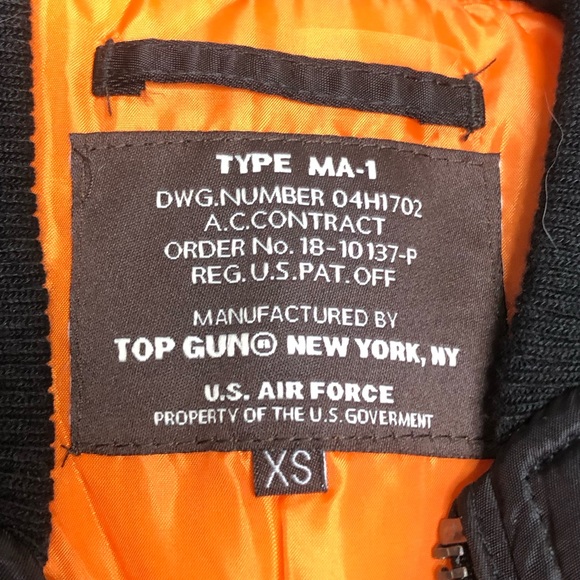 TYPE MA-1
DWG.NUMBER 04H1702
A.C.CONTRACT
ORDER No. 18-10137-P
REG. U.S.PAT. OFF
MANUFACTURED BY
TOP GUN® NEW YORK, NY
U.S. AIR FORCE
PROPERTY OF THE U.S.GOVERMENT
XS